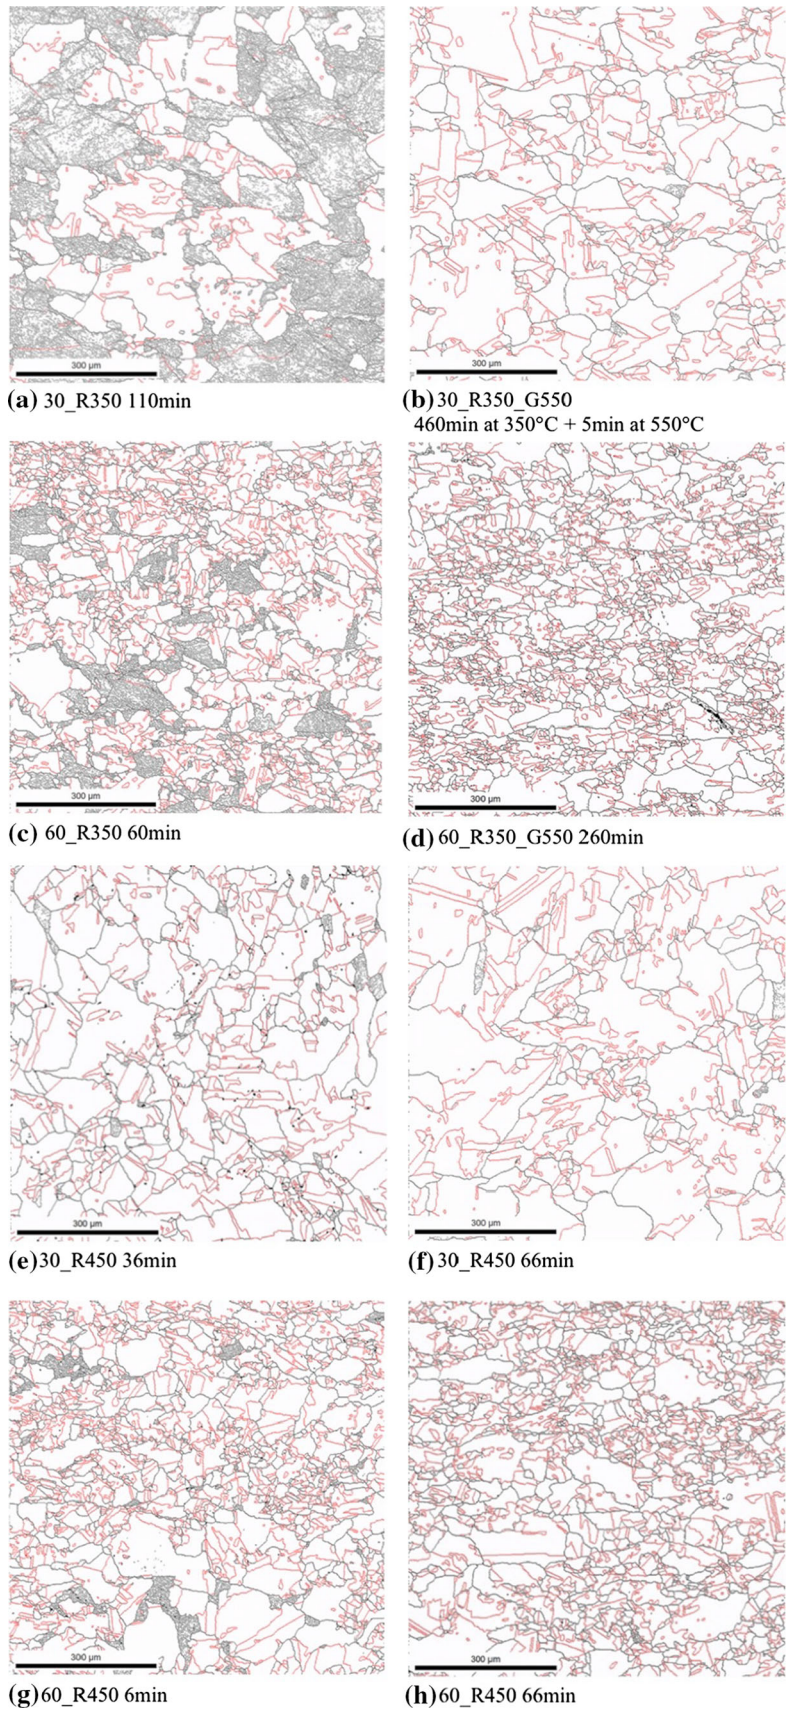 300 µm
300 µm
(a) 30_R350 110min
(b) 30_R350_G550
460min at 350°C + 5min at 550°C
300 µm
300 µm
(c) 60_R350 60min
(d) 60_R350_G550 260min
300 µm
300 µm
(e) 30_R450 36min
(f) 30_R450 66min
300 µm
300 µm
(g) 60_R450 6min
(h) 60_R450 66min